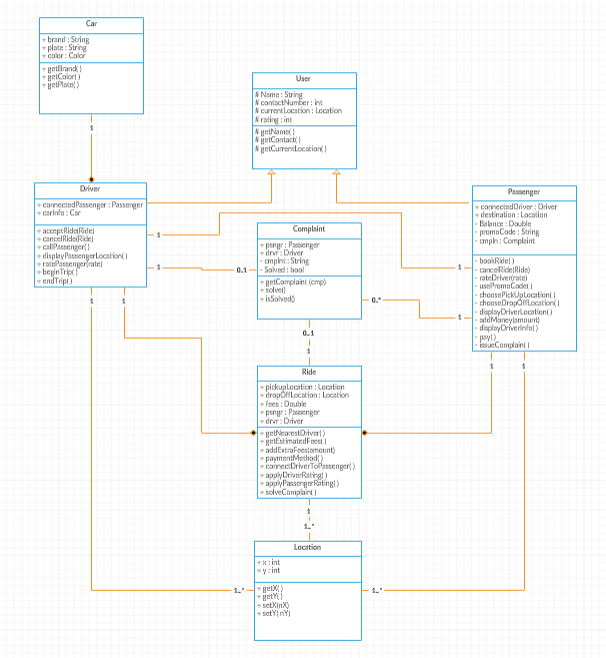 Car
+ brand : String
+ plate : String
+ color : Color
+ getBrand( )
+ getColor( )
+ getPlate( )
1
User
# Name : String
# contactNumber : int
# currentLocation : Location
# rating : int
# getName( )
# getContact( )
# getCurrentLocation( )
Driver
+ connectedPassenger : Passenger
+ carInfo : Car
+ acceptRide(Ride)
+ cancelRide(Ride)
+ callPassenger( )
+ displayPassengerLocation( )
+ ratePassenger(rate)
+ beginTrip( )
+ endTrip( )
1
1
1
1
Passenger
+ connectedDriver : Driver
+ destination : Location
- Balance : Double
- promoCode : String
- cmpln : Complaint
- bookRide( )
- cancelRide(Ride)
- rateDriver(rate)
- usePromoCode( )
- choosePickUpLocation( )
- chooseDropOffLocation( )
- displayDriverLocation( )
- addMoney(amount)
- displayDriverInfo( )
- pay( )
- issueComplain( )
1
1
1
1
Complaint
+ psngr : Passenger
+ drvr : Driver
- cmplnt : String
- Solved : bool
+ getComplaint (cmp)
+ solve( )
+ isSolved( )
0..1
0..*
0..1
1
Ride
+ pickupLocation : Location
+ dropOffLocation : Location
+ fees : Double
+ psngr : Passenger
+ drvr : Driver
+ getNearestDriver( )
+ getEstimatedFees( )
+ addExtraFees(amount)
+ paymentMethod( )
+ connectDriverToPassenger( )
+ applyDriverRating( )
+ applyPassengerRating( )
+ solveComplain( )
1
1..*
Location
+ x : int
+ y : int
+ getX( )
+ getY( )
+ setX(nX)
+ setY( nY)
1..*
1..*